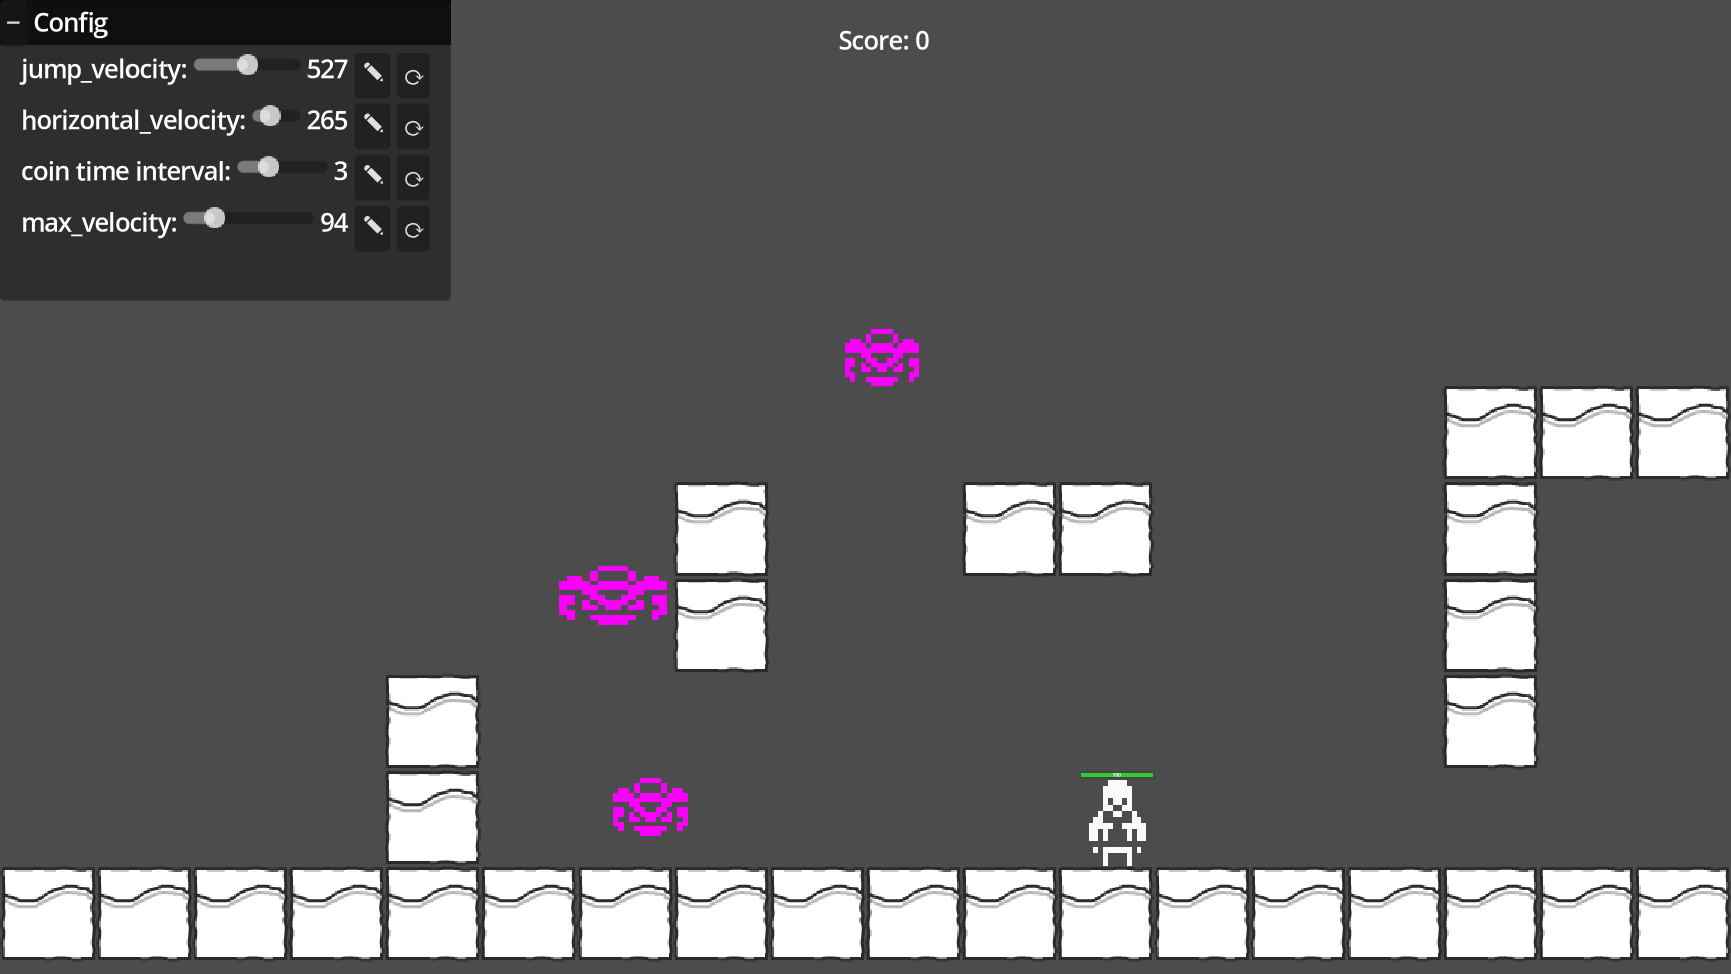 Config
Score: 0
jump_velocity: 527
horizontal_velocity: 265
coin time interval: 3
max_velocity: 94